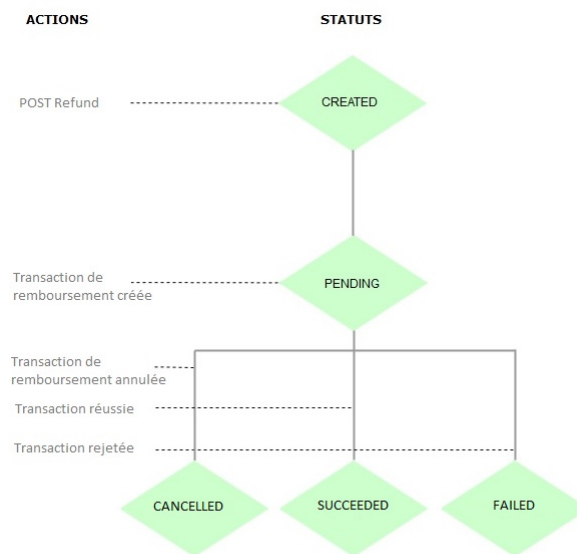 ACTIONS
STATUTS
POST Refund
CREATED
Transaction de
remboursement créée
PENDING
Transaction de
remboursement annulée
Transaction réussie
Transaction rejetée
CANCELLED
SUCCEEDED
FAILED